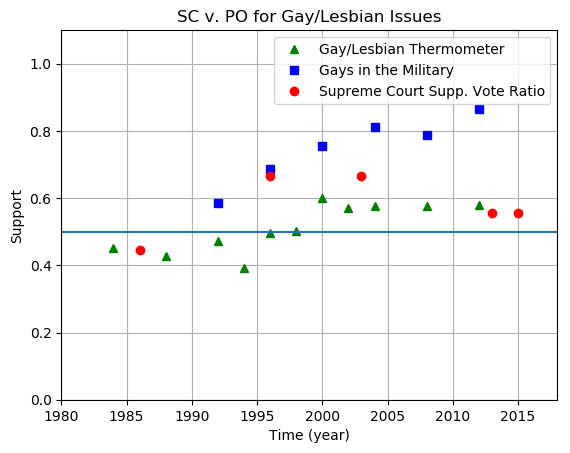 SC v. PO for Gay/Lesbian Issues
Gay/Lesbian Thermometer
Gays in the Military
Supreme Court Supp. Vote Ratio
1.0
0.8
0.6
0.4
0.2
0.0
Support
1980 1985 1990 1995 2000 2005 2010 2015
Time (year)